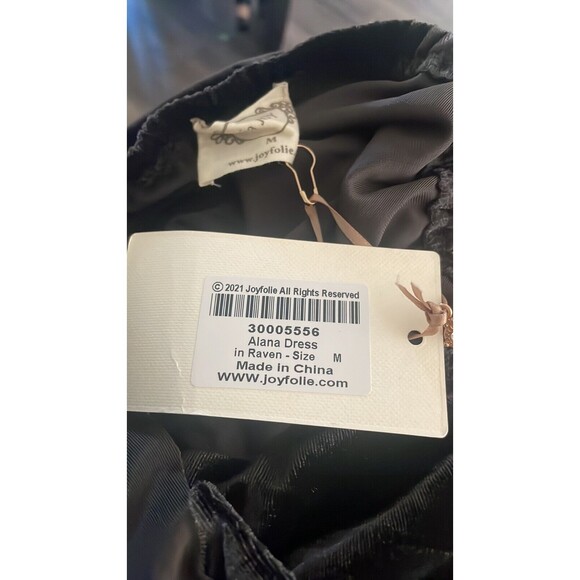 M
www.joyfolie
© 2021 Joyfolie All Rights Reserved
30005556
Alana Dress
in Raven - Size M
Made in China
WWW.joyfolie.com